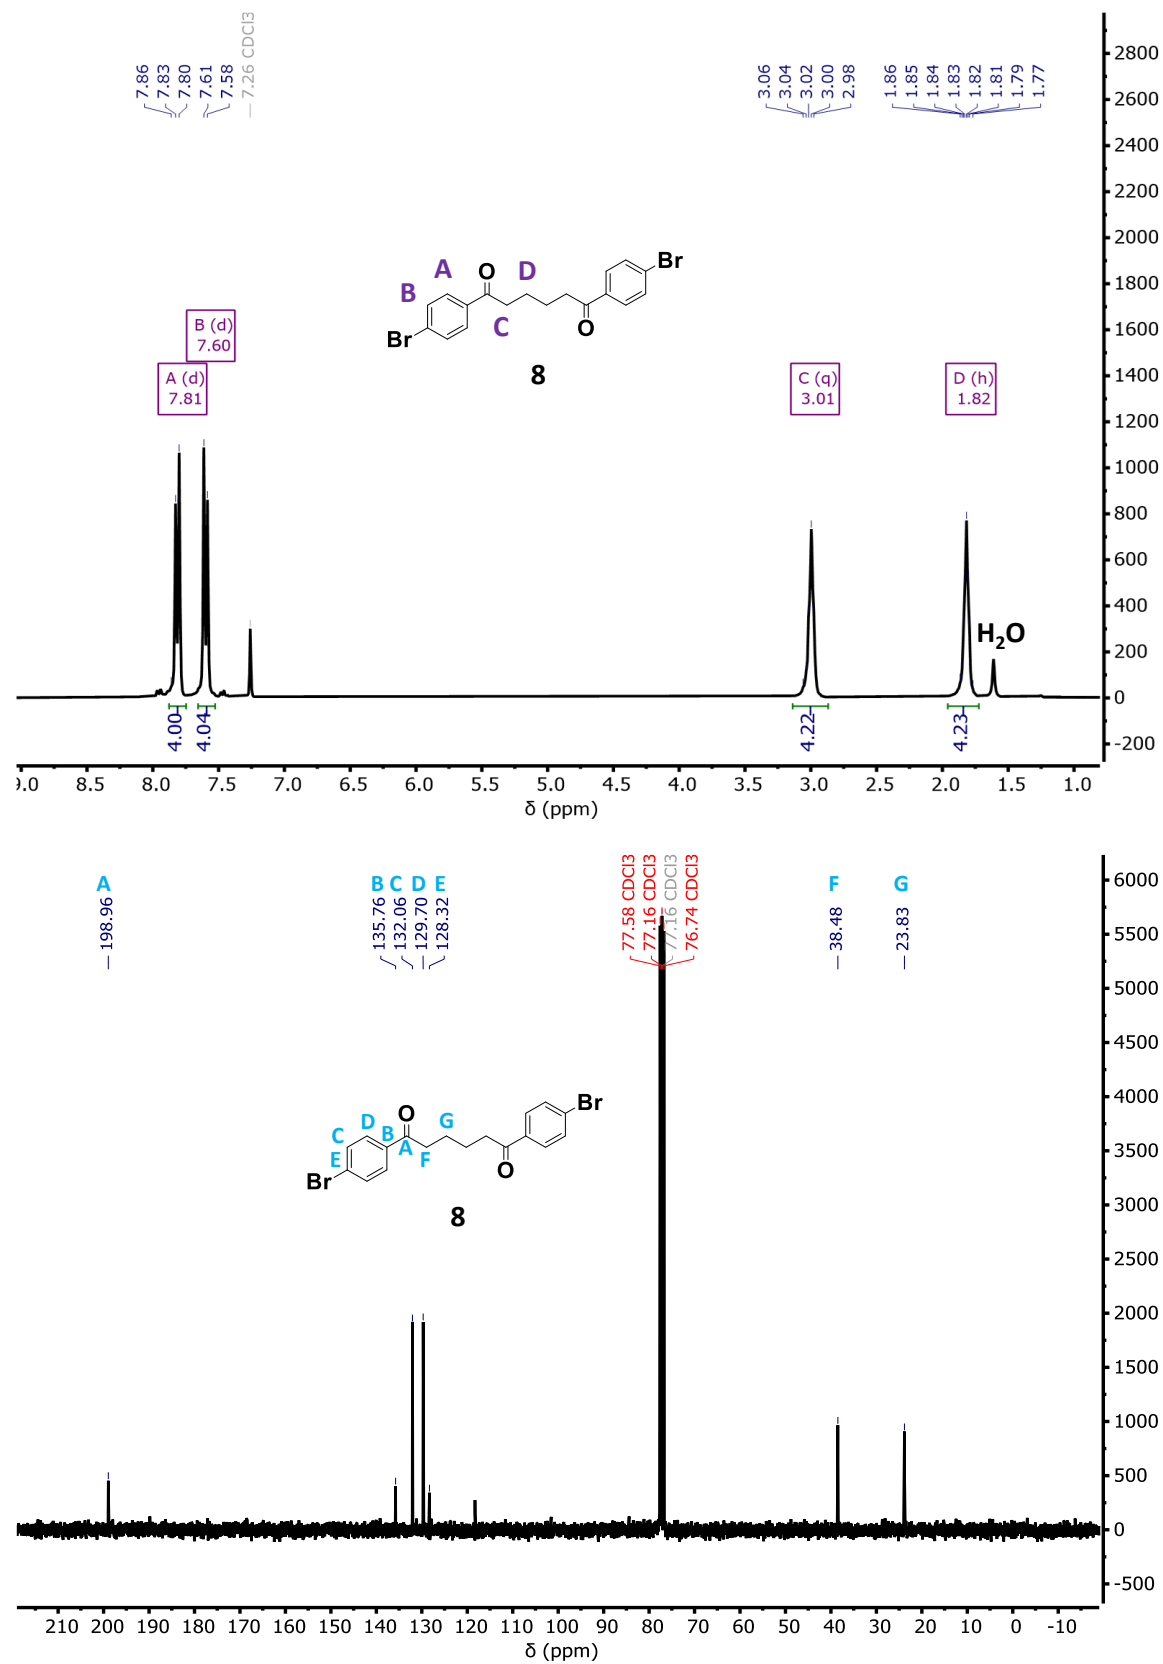 7.86
7.83
7.80
7.61
7.58
7.26 CDCl3
3.06
3.04
3.02
3.00
2.98
1.86
1.85
1.84
1.83
1.82
1.81
1.79
1.77
2800
2600
2400
2200
2000
1800
1600
1400
1200
1000
800
600
400
200
0
-200
A
B
C
D
O
O
Br
Br
8
B (d)
7.60
A (d)
7.81
C (q)
3.01
D (h)
1.82
H2O
4.00
4.04
4.22
4.23
9.0 8.5 8.0 7.5 7.0 6.5 6.0 5.5 5.0 4.5 4.0 3.5 3.0 2.5 2.0 1.5 1.0
δ (ppm)
A
198.96
B C D E
135.76
132.06
129.70
128.32
77.58 CDCl3
77.16 CDCl3
77.16 CDCl3
76.74 CDCl3
F
38.48
G
23.83
6000
5500
5000
4500
4000
3500
3000
2500
2000
1500
1000
500
0
-500
O
O
Br
Br
D
C
B
A
E
F
G
8
210 200 190 180 170 160 150 140 130 120 110 100 90 80 70 60 50 40 30 20 10 0 -10
δ (ppm)